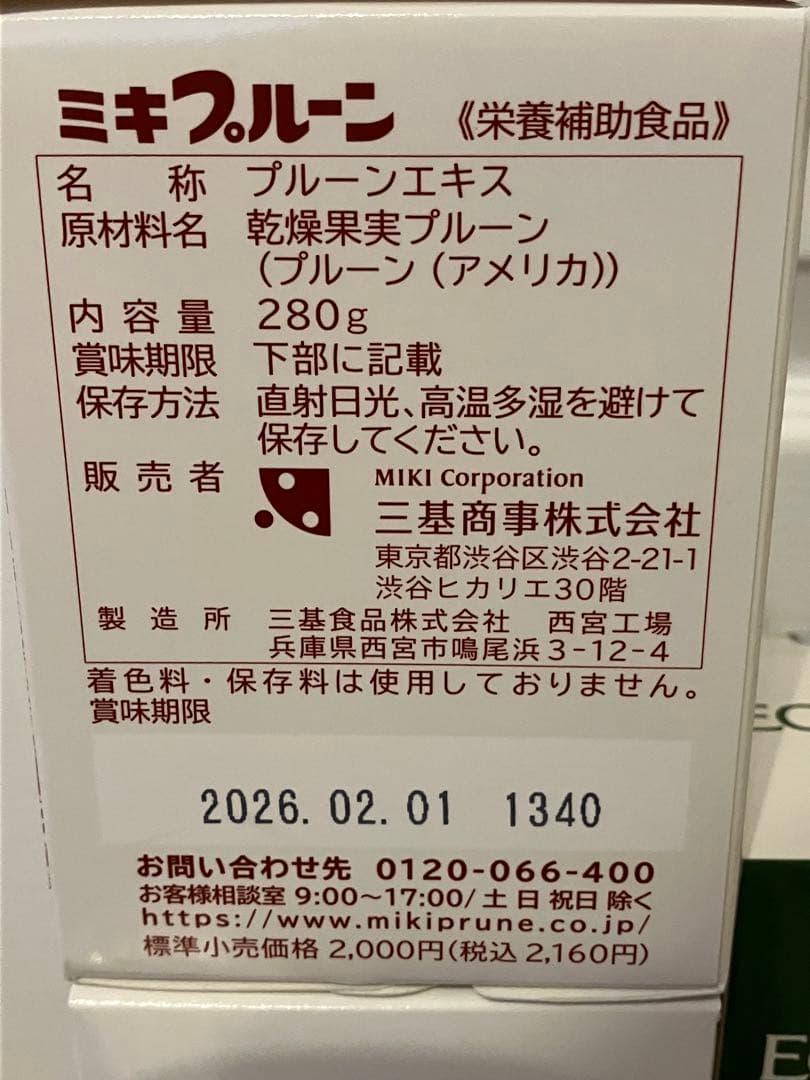 ミキプルーン 《栄養補助食品》
名称 プルーンエキス
原材料名 乾燥果実プルーン
(プルーン (アメリカ))
内容量 280g
賞味期限 下部に記載
保存方法 直射日光、高温多湿を避けて
保存してください。
販売者 MIKI Corporation
三基商事株式会社
東京都渋谷区渋谷2-21-1
渋谷ヒカリエ30階
製造所 三基食品株式会社 西宮工場
兵庫県西宮市鳴尾浜3-12-4
着色料・保存料は使用しておりません。
賞味期限
2026.02.01 1340
お問い合わせ先 0120-066-400
お客様相談室 9:00〜17:00/土 日 祝日 除く
https://www.mikiprune.co.jp/
標準小売価格 2,000円(税込 2,160円)